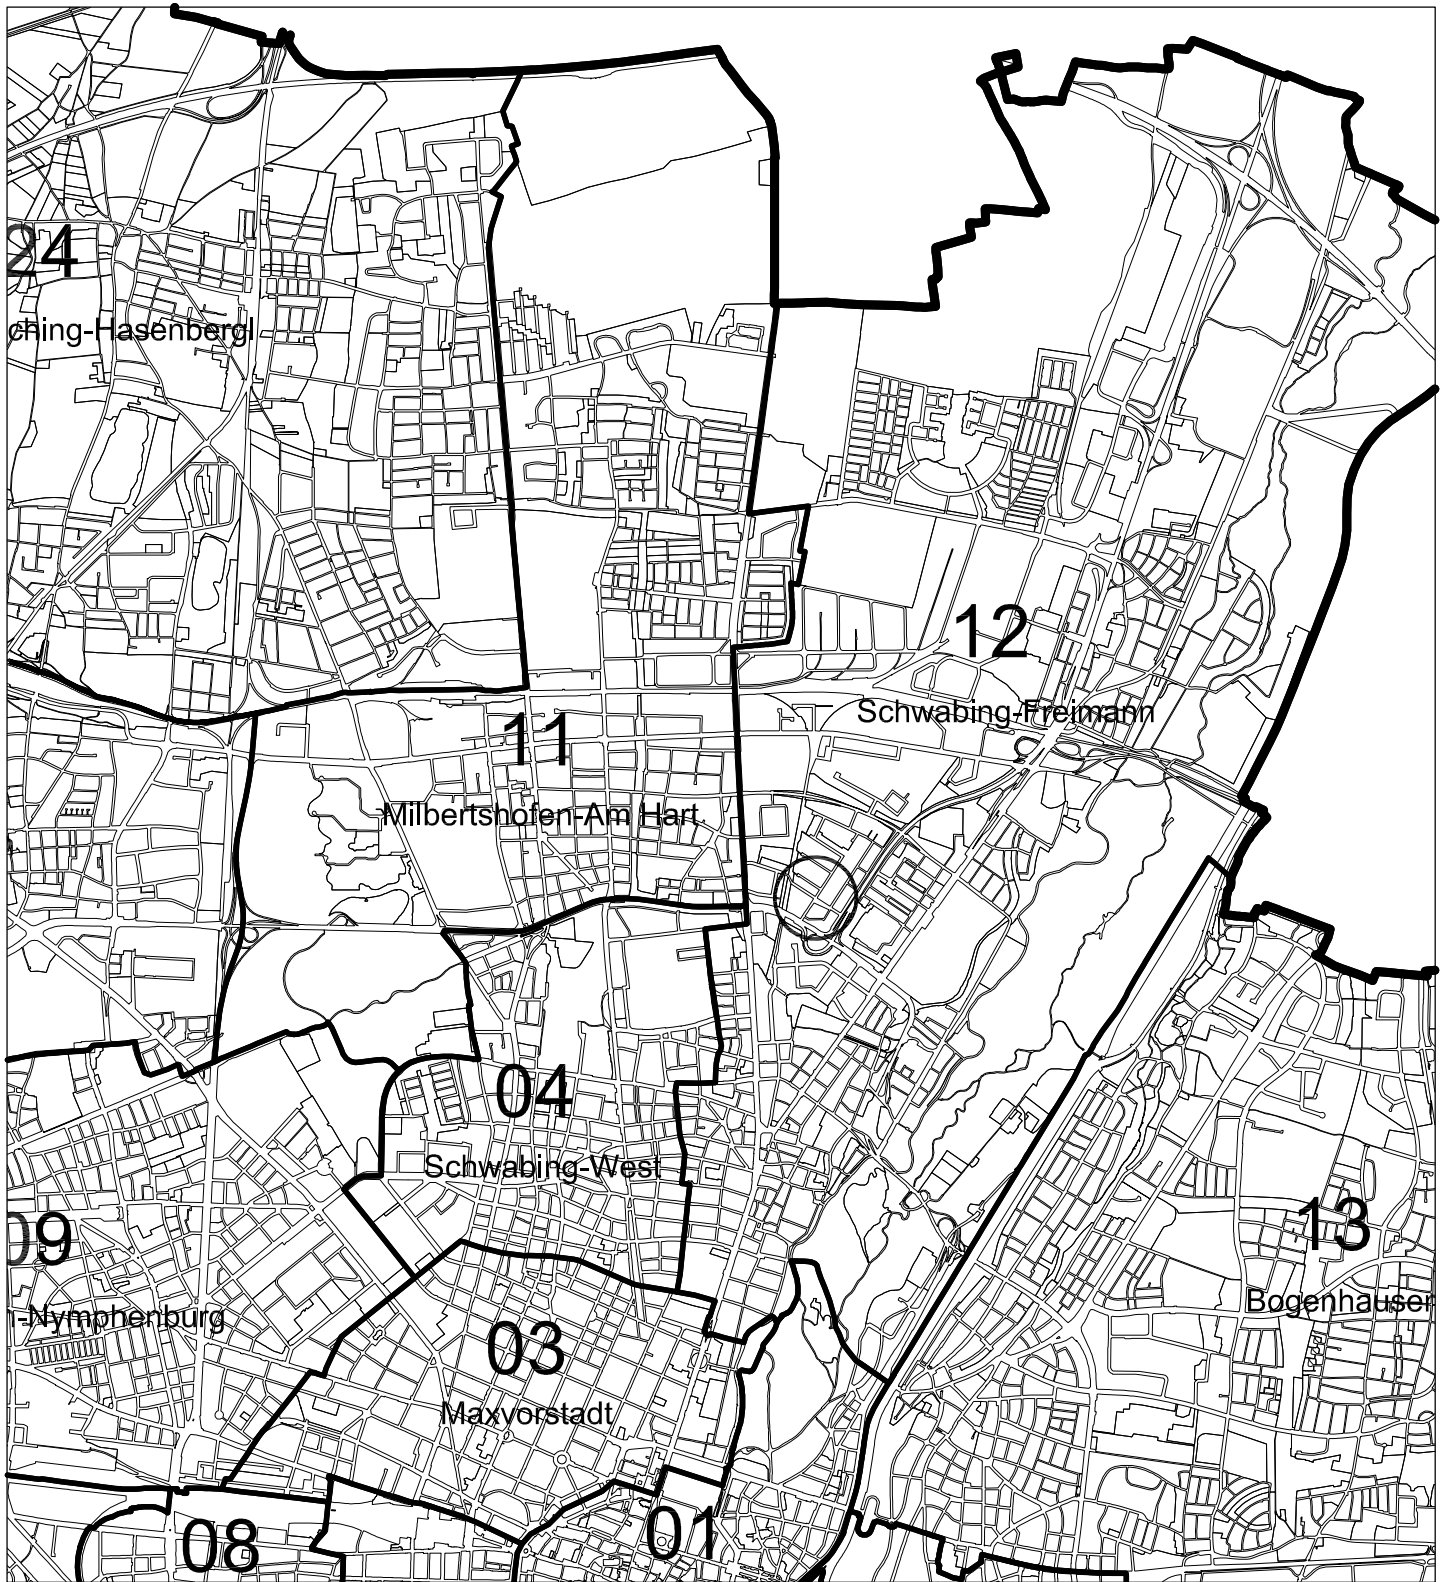 24
ching-Hasenbergl
12
Schwabing-Freimann
11
Milbertshofen-Am Hart
04
Schwabing-West
09
13
n-Nymphenburg
Bogenhausen
03
Maxvorstadt
01
08